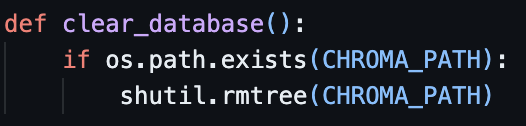 def clear_database():
    if os.path.exists(CHROMA_PATH):
        shutil.rmtree(CHROMA_PATH)